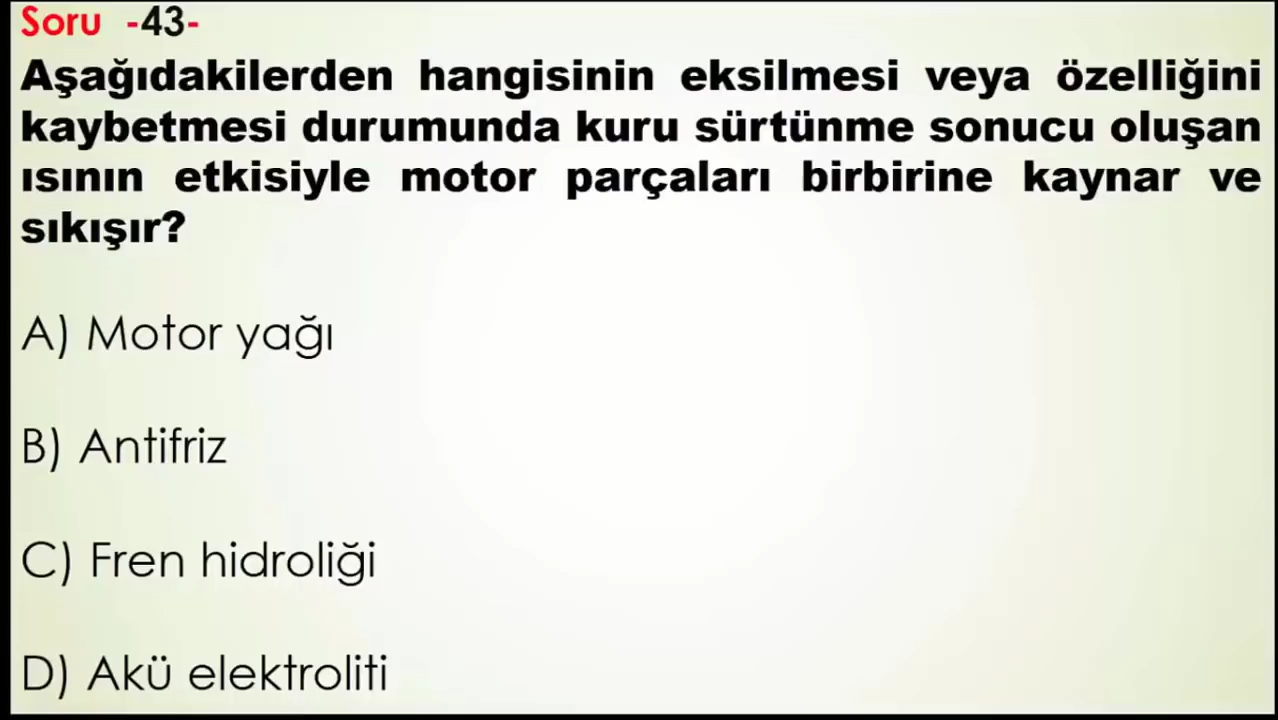 Soru -43-
Aşağıdakilerden hangisinin eksilmesi veya özelliğini
kaybetmesi durumunda kuru sürtünme sonucu oluşan
ısının etkisiyle motor parçaları birbirine kaynar ve
sıkışır?
A) Motor yağı
B) Antifriz
C) Fren hidroliği
D) Akü elektroliti